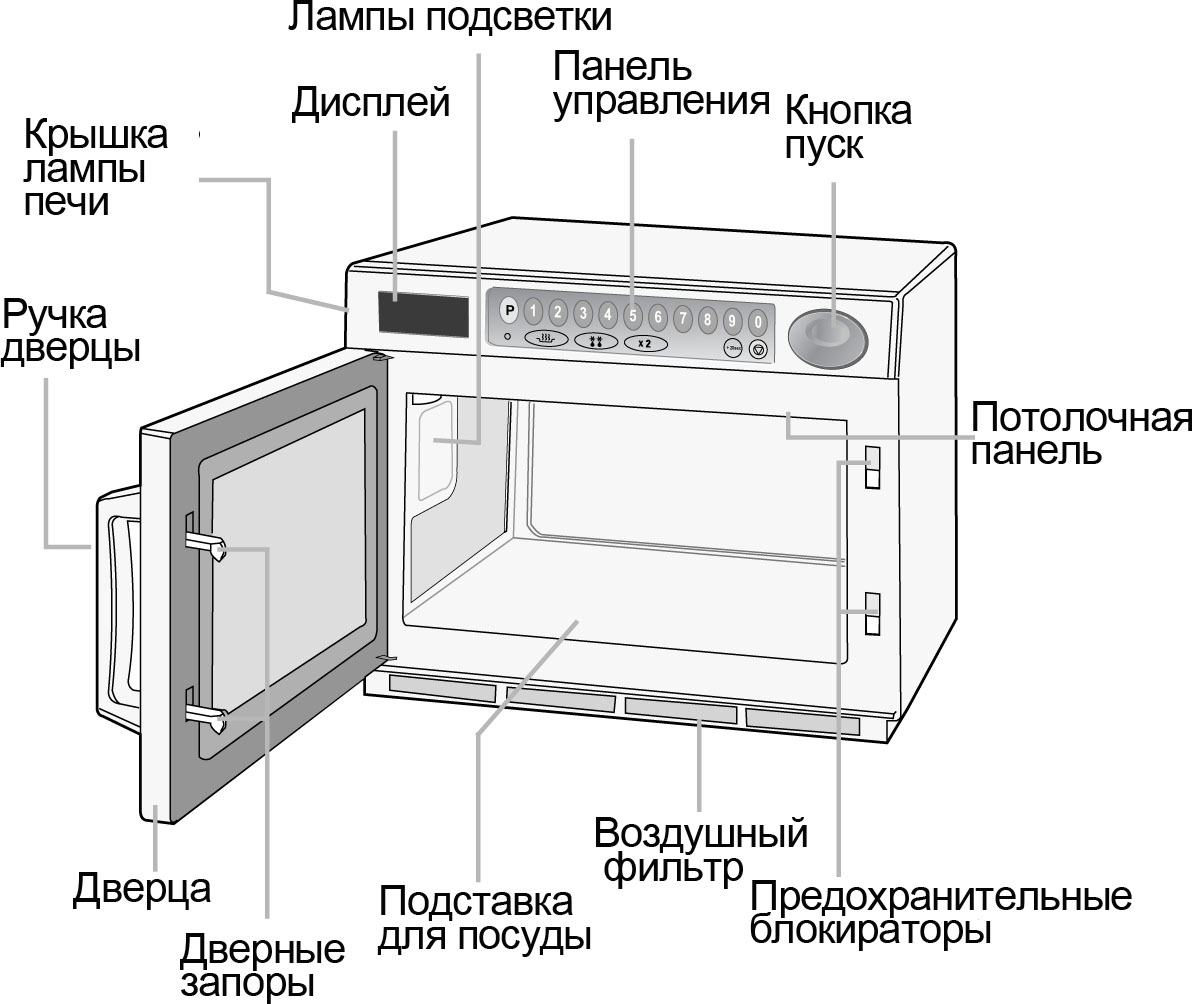 Лампы подсветки
Панель
управления
Дисплей
Кнопка
пуск
Крышка
лампы
печи
Ручка
дверцы
P 1 2 3 4 5 6 7 8 9 0
x 2
Потолочная
панель
Воздушный
фильтр
Дверца
Подставка
для посуды
Предохранительные
блокираторы
Дверные
запоры